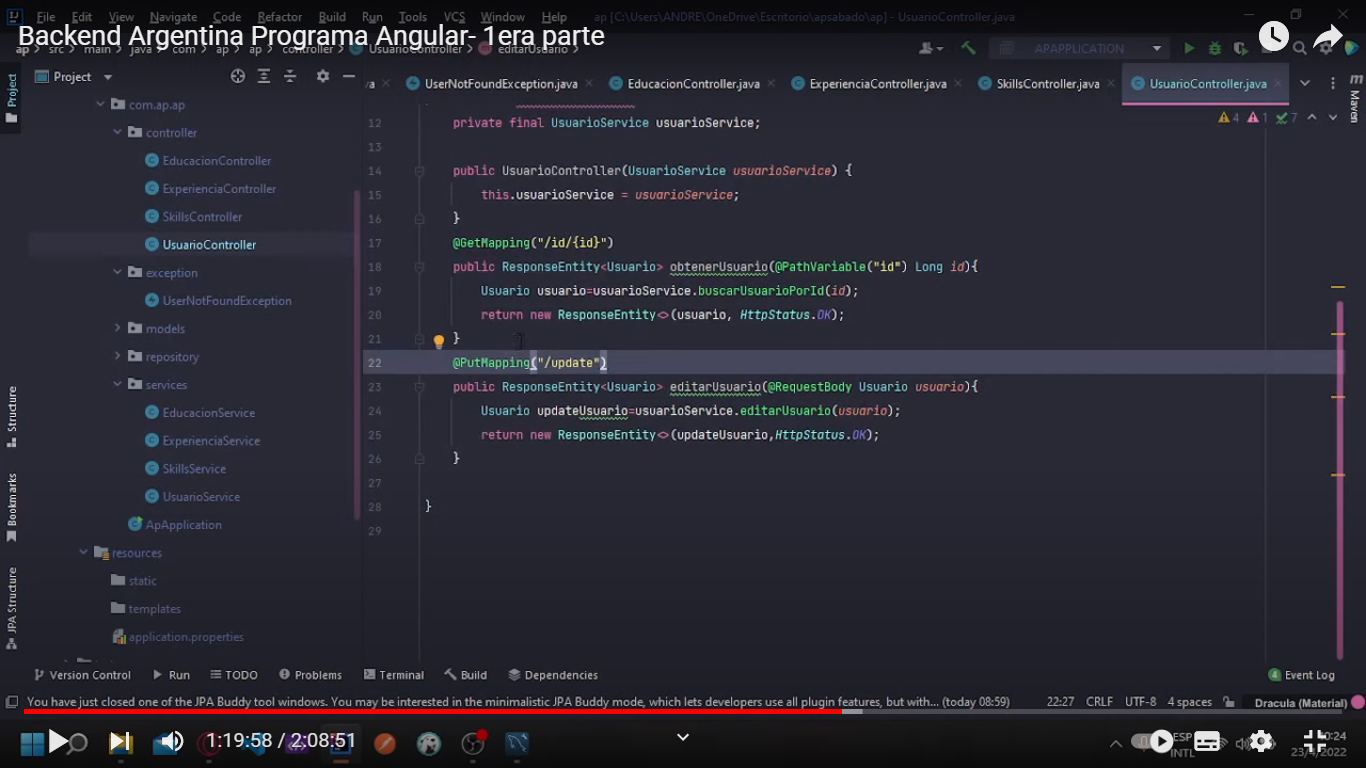 File Edit View Navigate Code Refactor Build Run Tools VCS Window Help ap [C:\Users\ANDRE\OneDrive\Escritorio\apsabado\ap] - UsuarioController.java
Backend Argentina Programa Angular- 1era parte
ap src main java com ap ap controller UsuarioController editarUsuario APAPPLICATION
Project
UserNotFoundException.java EducacionController.java ExperienciaController.java SkillsController.java UsuarioController.java
Project
Structure
Bookmarks
JPA Structure
Maven
com.ap.ap
controller
EducacionController
ExperienciaController
SkillsController
UsuarioController
exception
UserNotFoundException
models
repository
services
EducacionService
ExperienciaService
SkillsService
UsuarioService
ApApplication
resources
static
templates
application.properties
4 1 7
12 private final UsuarioService usuarioService;
13
14 public UsuarioController(UsuarioService usuarioService) {
15 this.usuarioService = usuarioService;
16 }
17 @GetMapping("/id/{id}")
18 public ResponseEntity<Usuario> obtenerUsuario(@PathVariable("id") Long id){
19 Usuario usuario=usuarioService.buscarUsuarioPorId(id);
20 return new ResponseEntity<>(usuario, HttpStatus.OK);
21 }
22 @PutMapping("/update")
23 public ResponseEntity<Usuario> editarUsuario(@RequestBody Usuario usuario){
24 Usuario updateUsuario=usuarioService.editarUsuario(usuario);
25 return new ResponseEntity<>(updateUsuario,HttpStatus.OK);
26 }
27
28 }
29
Version Control Run TODO Problems Terminal Build Dependencies 4 Event Log
You have just closed one of the JPA Buddy tool windows. You may be interested in the minimalistic JPA Buddy mode, which lets developers use all plugin features, but with... (today 08:59) 22:27 CRLF UTF-8 4 spaces Dracula (Material)
1:19:58 / 2:08:51
ESP
INTL
23/4/2022